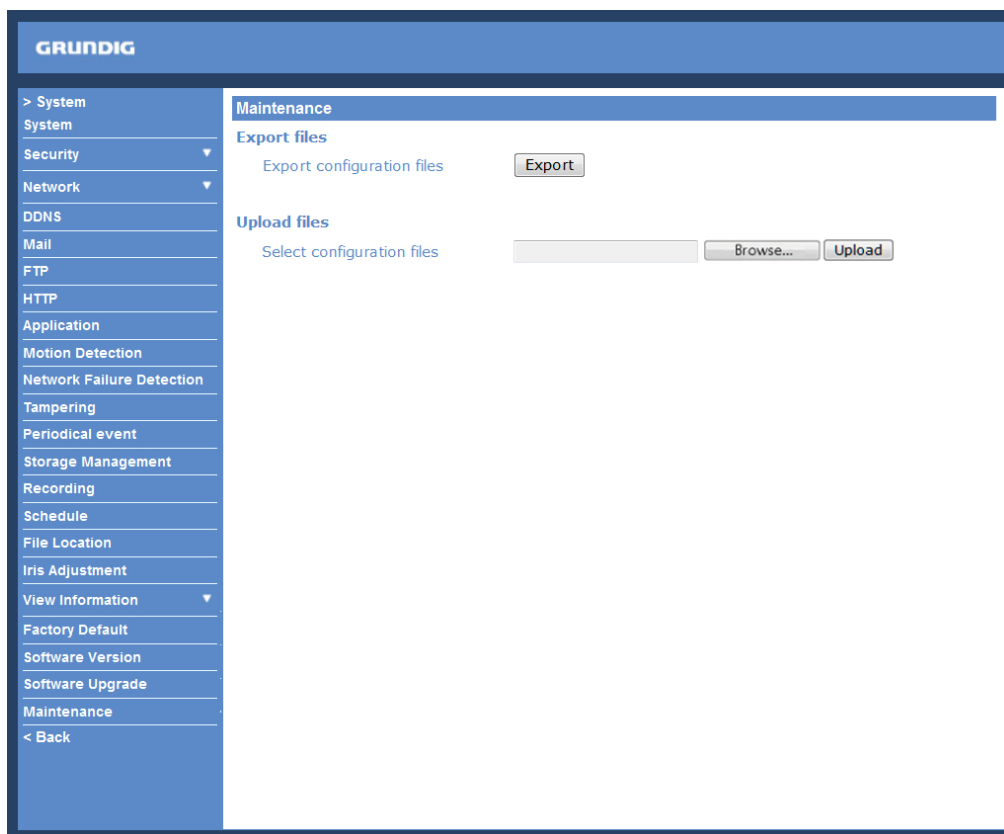 GRUNDIG
> System
System
Security
Network
DDNS
Mail
FTP
HTTP
Application
Motion Detection
Network Failure Detection
Tampering
Periodical event
Storage Management
Recording
Schedule
File Location
Iris Adjustment
View Information
Factory Default
Software Version
Software Upgrade
Maintenance
< Back
Maintenance
Export files
Export configuration files Export
Upload files
Select configuration files Browse... Upload